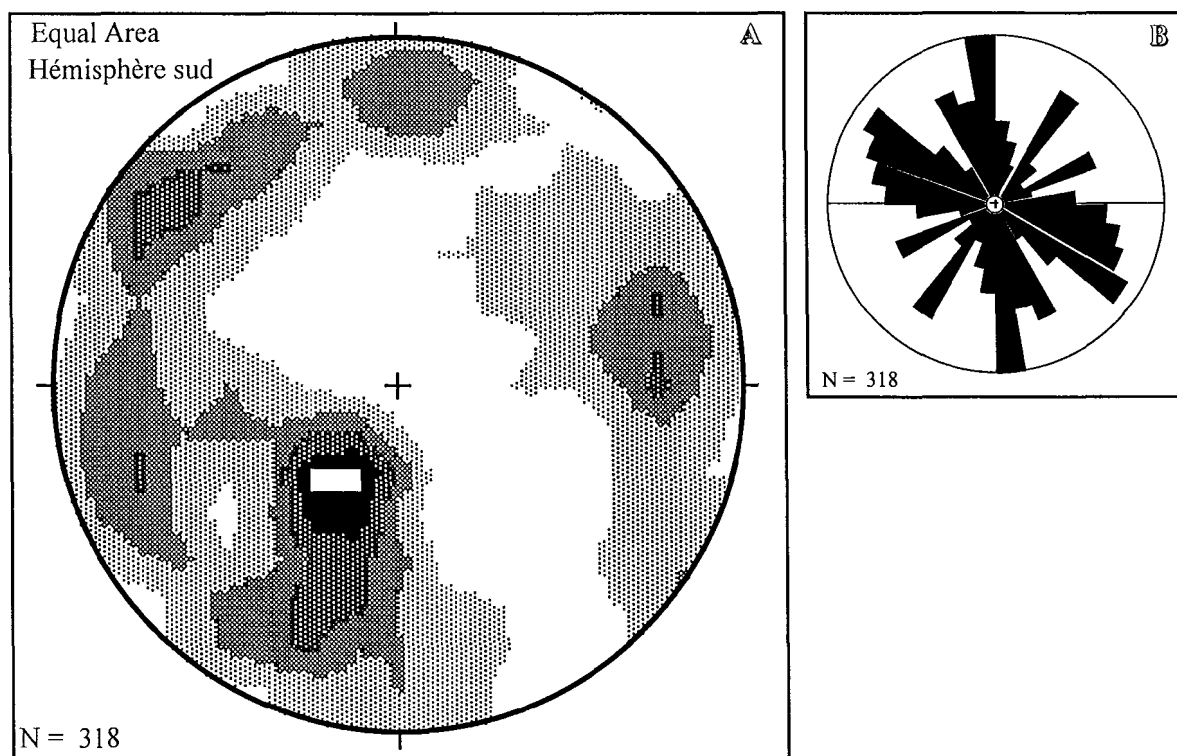 Equal Area
Hémisphère sud
A
N = 318
B
N = 318